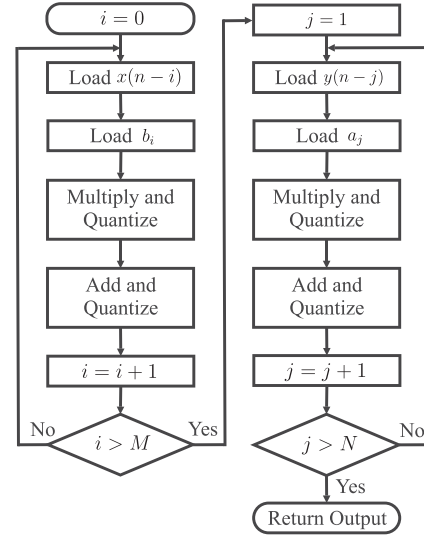 i = 0
Load x(n − i)
Load b_i
Multiply and
Quantize
Add and
Quantize
i = i + 1
i > M
No
Yes
j = 1
Load y(n − j)
Load a_j
Multiply and
Quantize
Add and
Quantize
j = j + 1
j > N
No
Yes
Return Output